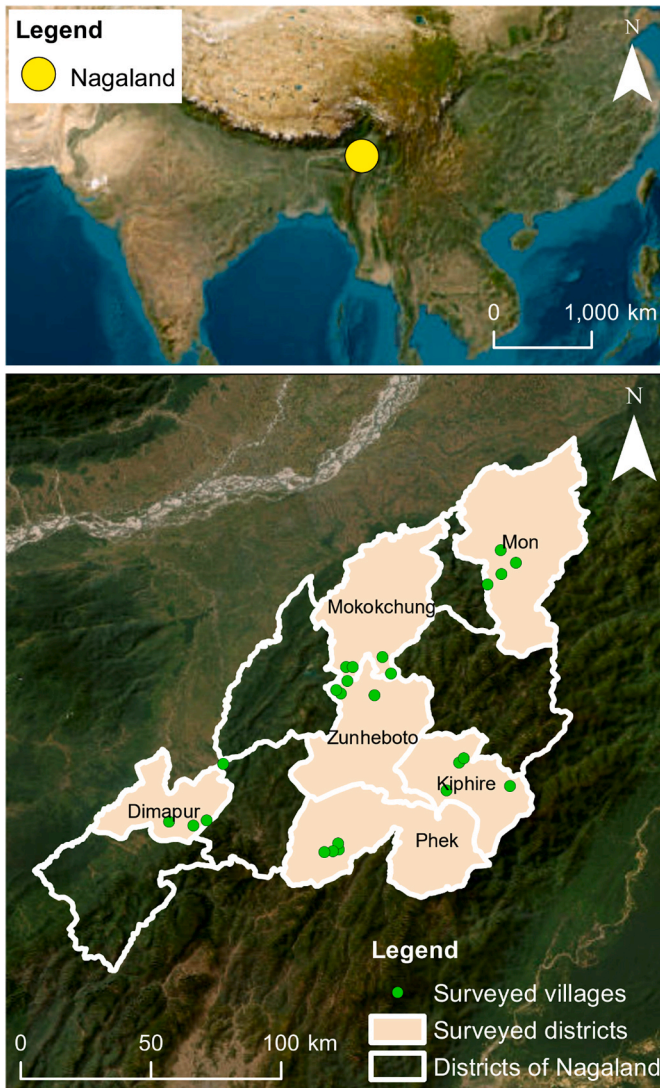 Legend
Nagaland
N
0 1,000 km
N
Mon
Mokokchung
Zunheboto
Kiphire
Dimapur
Phek
Legend
Surveyed villages
Surveyed districts
Districts of Nagaland
0 50 100 km